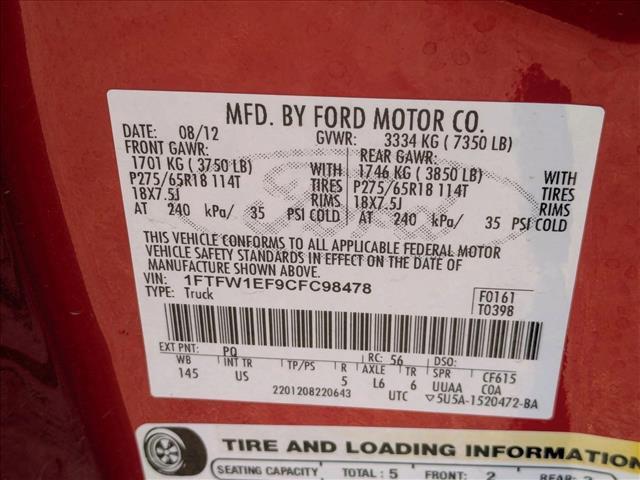 MFD. BY FORD MOTOR CO.
DATE: 08/12 GVWR: 3334 KG ( 7350 LB)
FRONT GAWR: REAR GAWR:
1701 KG ( 3750 LB) WITH 1746 KG ( 3850 LB) WITH
P275/65R18 114T TIRES P275/65R18 114T TIRES
18X7.5J RIMS 18X7.5J RIMS
AT 240 kPa/ 35 PSI COLD AT 240 kPa/ 35 PSI COLD
Ford
THIS VEHICLE CONFORMS TO ALL APPLICABLE FEDERAL MOTOR
VEHICLE SAFETY STANDARDS IN EFFECT ON THE DATE OF
MANUFACTURE SHOWN ABOVE.
VIN: 1FTFW1EF9CFC98478
TYPE: Truck
F0161
T0398
EXT PNT: PQ RC: 56 DSO:
WB INT TR TP/PS R AXLE TR SPR CF615
145 US 5 L6 6 UUAA COA
2201208220643 UTC ▽5U5A-1520472-BA
TIRE AND LOADING INFORMATION
SEATING CAPACITY TOTAL: 5 FRONT: 2 REAR: 3